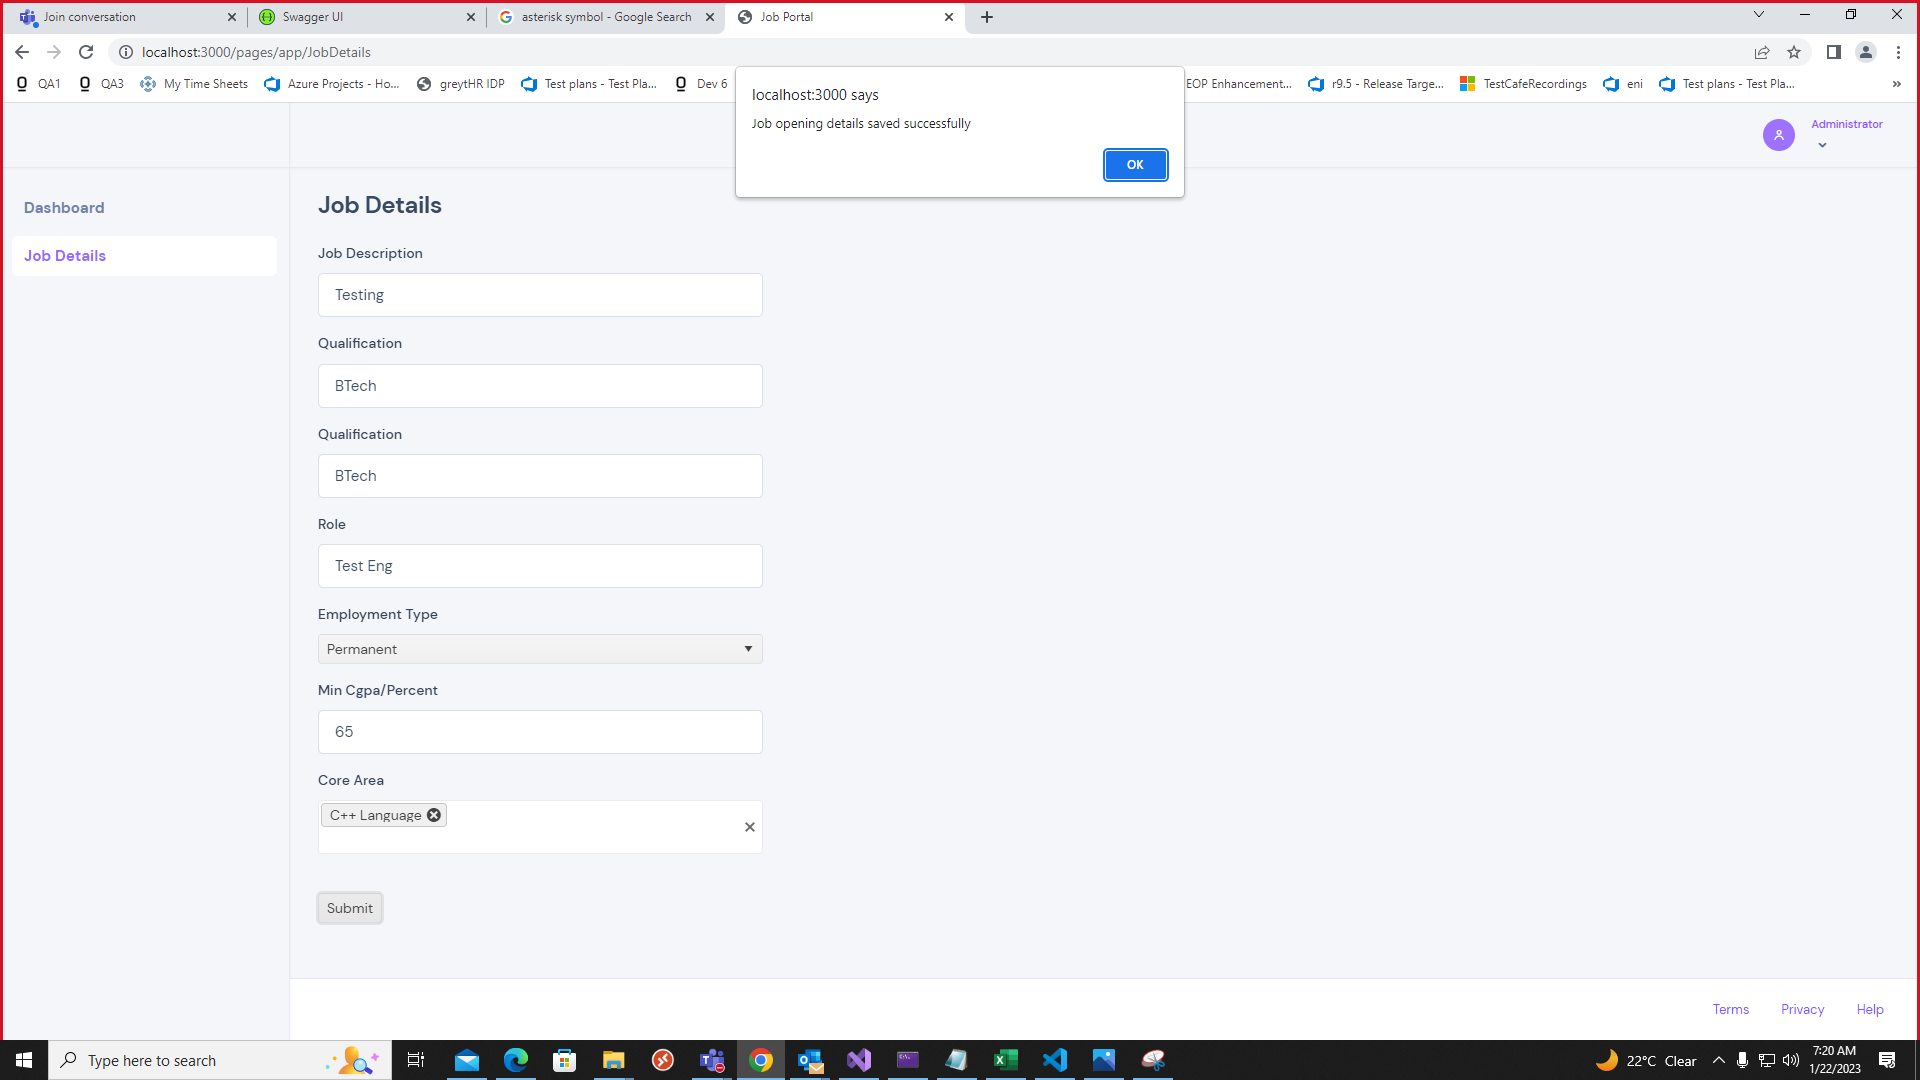 Join conversation
Swagger UI
asterisk symbol - Google Search
Job Portal
localhost:3000/pages/app/JobDetails
QA1
QA3
My Time Sheets
Azure Projects - Ho...
greytHR IDP
Test plans - Test Pla...
Dev 6
EOP Enhancement...
r9.5 - Release Targe...
TestCafeRecordings
eni
Test plans - Test Pla...
»
localhost:3000 says
Job opening details saved successfully
OK
Administrator
Dashboard
Job Details
Job Details
Job Description
Testing
Qualification
BTech
Qualification
BTech
Role
Test Eng
Employment Type
Permanent
Min Cgpa/Percent
65
Core Area
C++ Language
Submit
Terms
Privacy
Help
Type here to search
22°C Clear
7:20 AM
1/22/2023